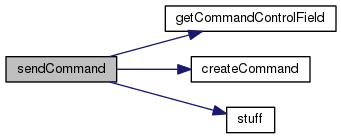 getCommandControlField
sendCommand
createCommand
stuff